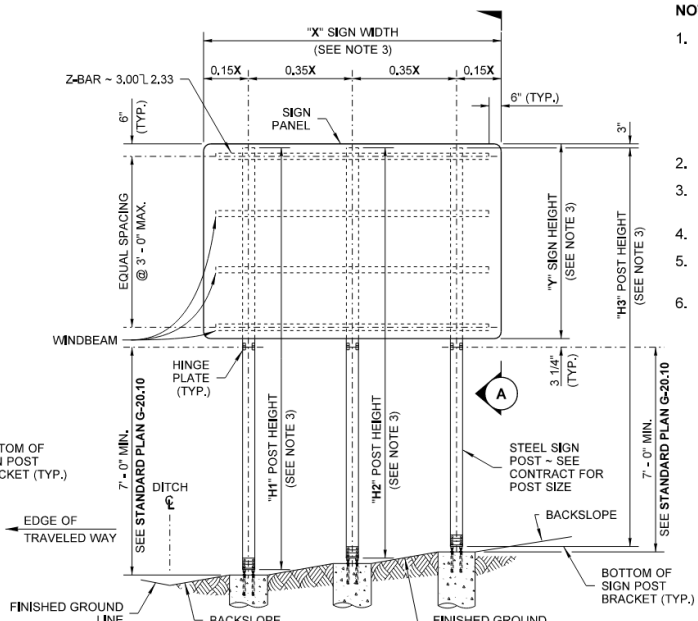 NO
1.
2.
3.
4.
5.
6.
"X" SIGN WIDTH
(SEE NOTE 3)
0.15X
0.35X
0.35X
0.15X
Z-BAR ~ 3.00 2.33
6" (TYP.)
SIGN
PANEL
6"
(TYP.)
3"
EQUAL SPACING
@ 3' - 0" MAX.
"Y" SIGN HEIGHT
(SEE NOTE 3)
"H3" POST HEIGHT
(SEE NOTE 3)
WINDBEAM
HINGE
PLATE
(TYP.)
3 1/4"
(TYP.)
A
"H1" POST HEIGHT
(SEE NOTE 3)
"H2" POST HEIGHT
(SEE NOTE 3)
7' - 0" MIN.
SEE STANDARD PLAN G-20.10
7' - 0" MIN.
SEE STANDARD PLAN G-20.10
STEEL SIGN
POST ~ SEE
CONTRACT FOR
POST SIZE
TOM OF
POST
CKET (TYP.)
DITCH
CL
EDGE OF
TRAVELED WAY
BACKSLOPE
BOTTOM OF
SIGN POST
BRACKET (TYP.)
FINISHED GROUND
LINE
BACKSLOPE
FINISHED GROUND